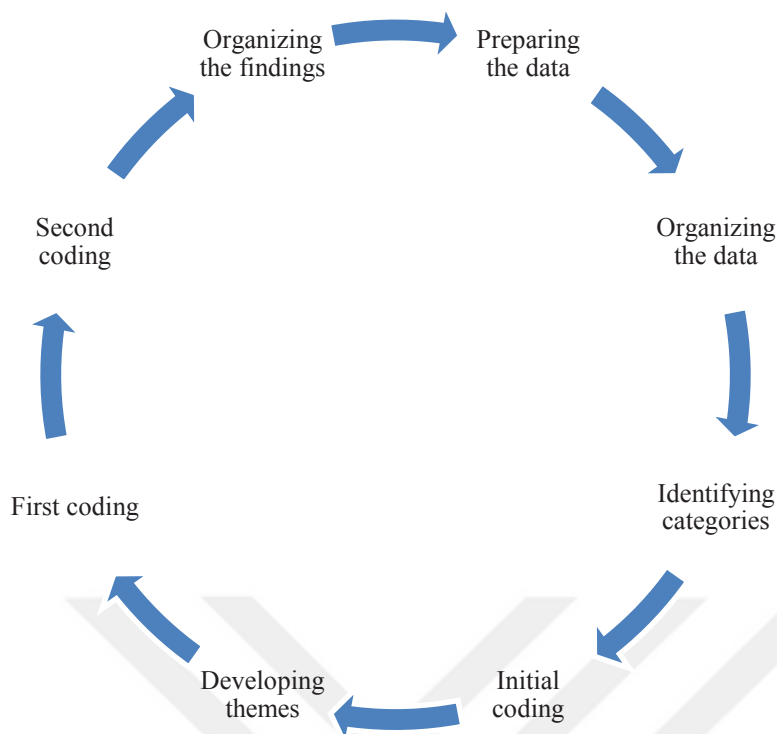 Organizing
the findings
Preparing
the data
Organizing
the data
Identifying
categories
Initial
coding
Developing
themes
First coding
Second
coding